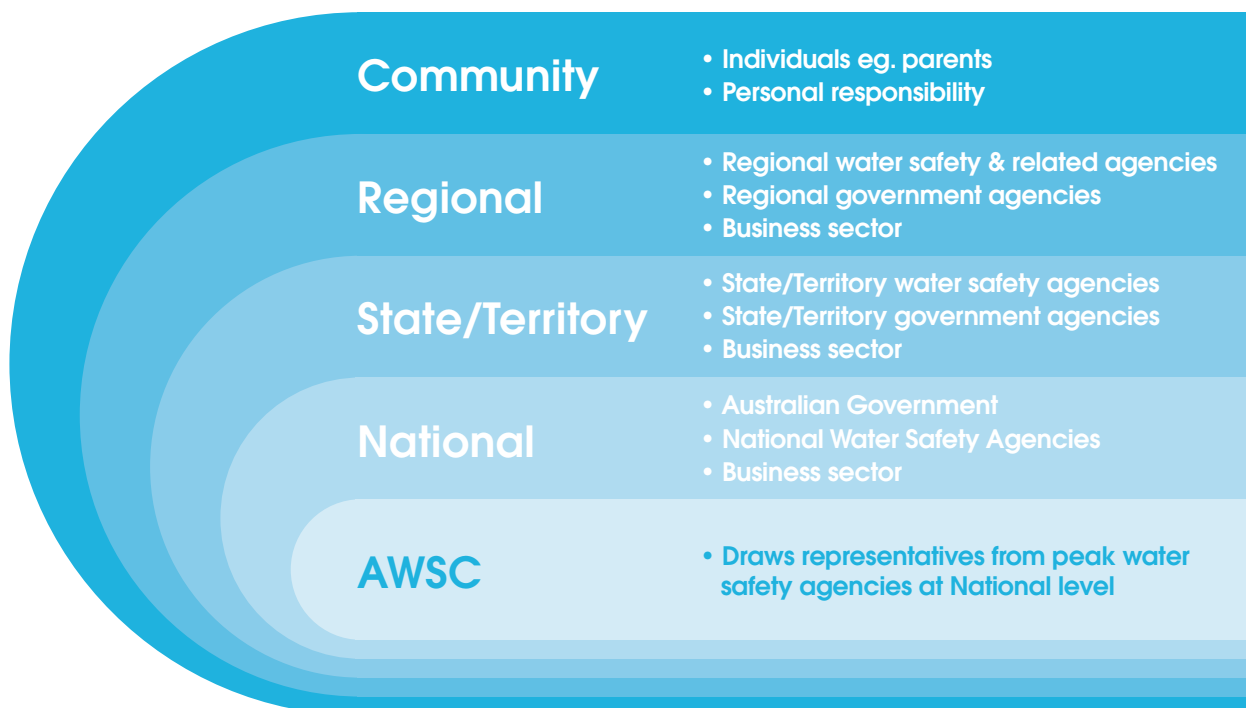 Community
• Individuals eg. parents
• Personal responsibility
Regional
• Regional water safety & related agencies
• Regional government agencies
• Business sector
State/Territory
• State/Territory water safety agencies
• State/Territory government agencies
• Business sector
National
• Australian Government
• National Water Safety Agencies
• Business sector
AWSC
• Draws representatives from peak water
safety agencies at National level